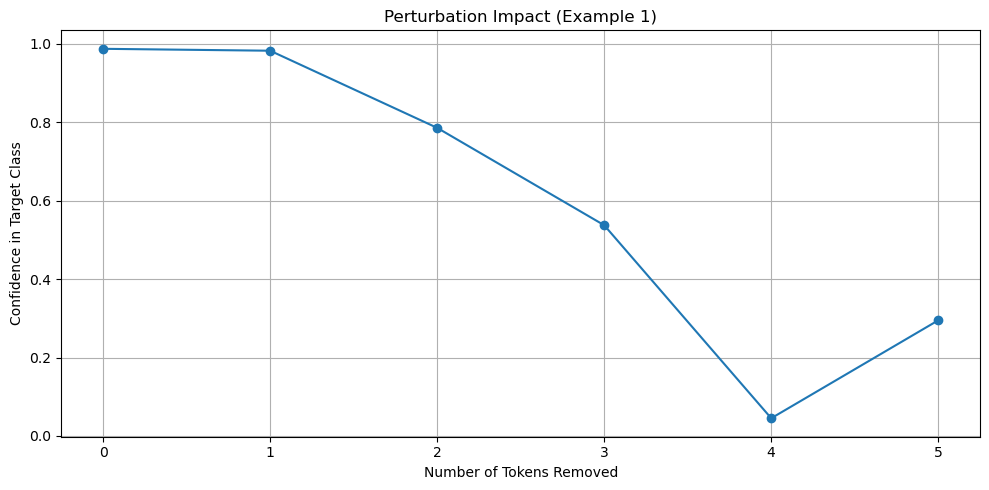 Perturbation Impact (Example 1)
Confidence in Target Class
1.0
0.8
0.6
0.4
0.2
0.0
0 1 2 3 4 5
Number of Tokens Removed